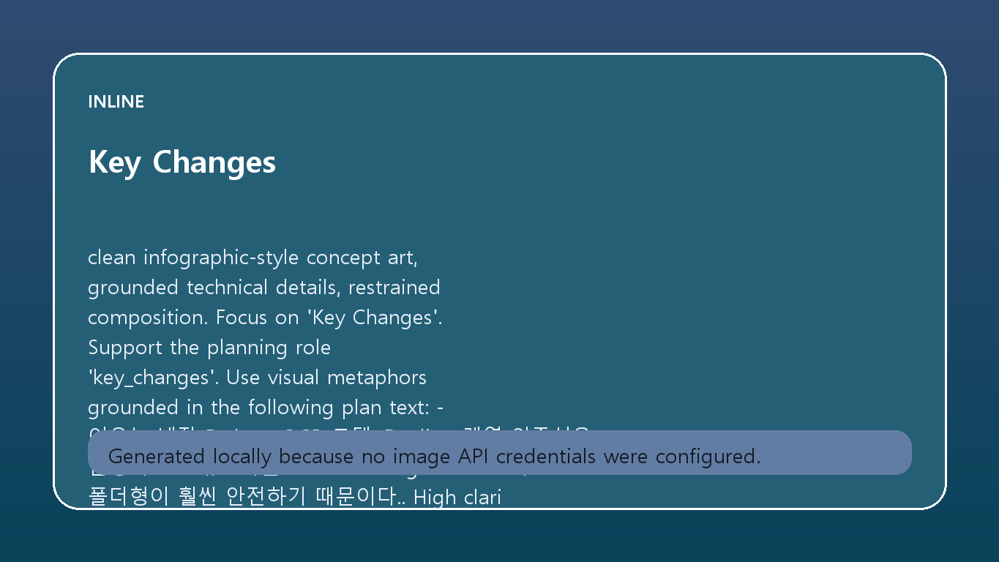 INLINE
Key Changes
clean infographic-style concept art,
grounded technical details, restrained
composition. Focus on 'Key Changes'.
Support the planning role
'key_changes'. Use visual metaphors
grounded in the following plan text: -
Generated locally because no image API credentials were configured.
폴더형이 훨씬 안전하기 때문이다.. High clari